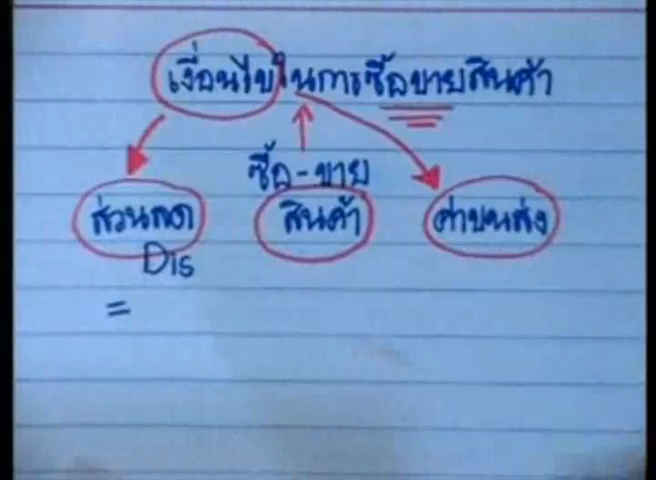 เงื่อนไขในการซื้อขายสินค้า
ซื้อ-ขาย
ส่วนลด สินค้า ค่าขนส่ง
Dis
=